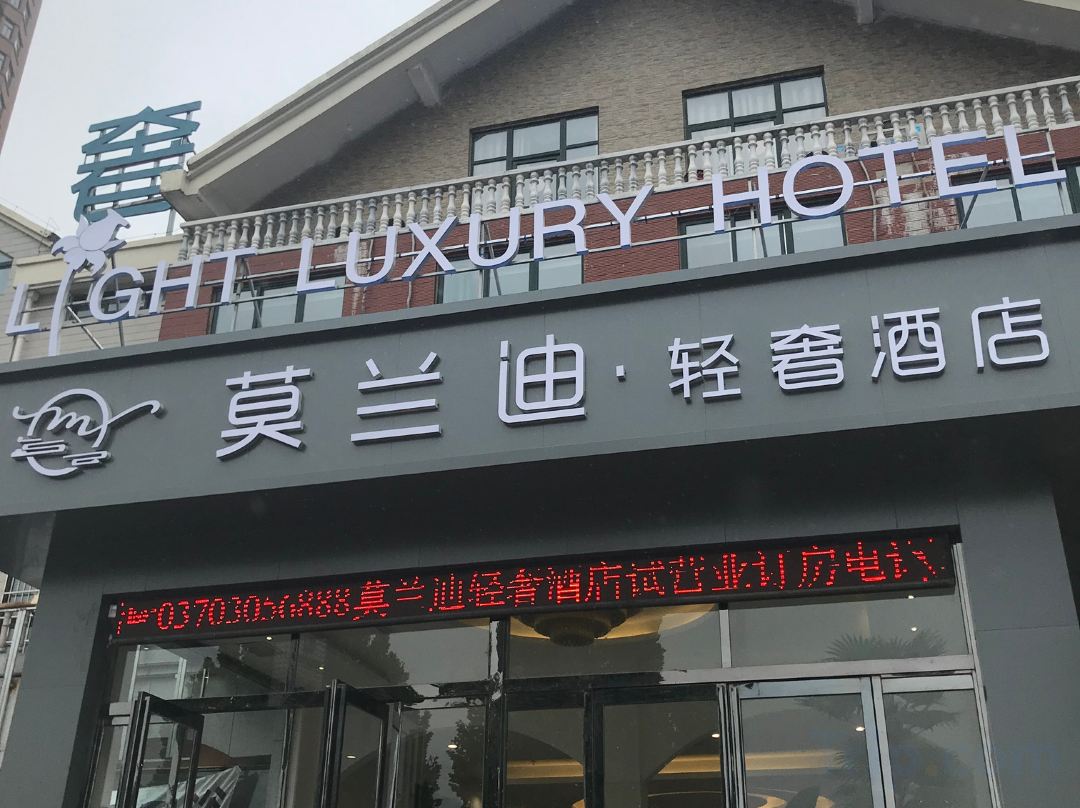 奢
LIGHT LUXURY HOTEL
莫兰迪·轻奢酒店
03703056888莫兰迪轻奢酒店试营业订房电话